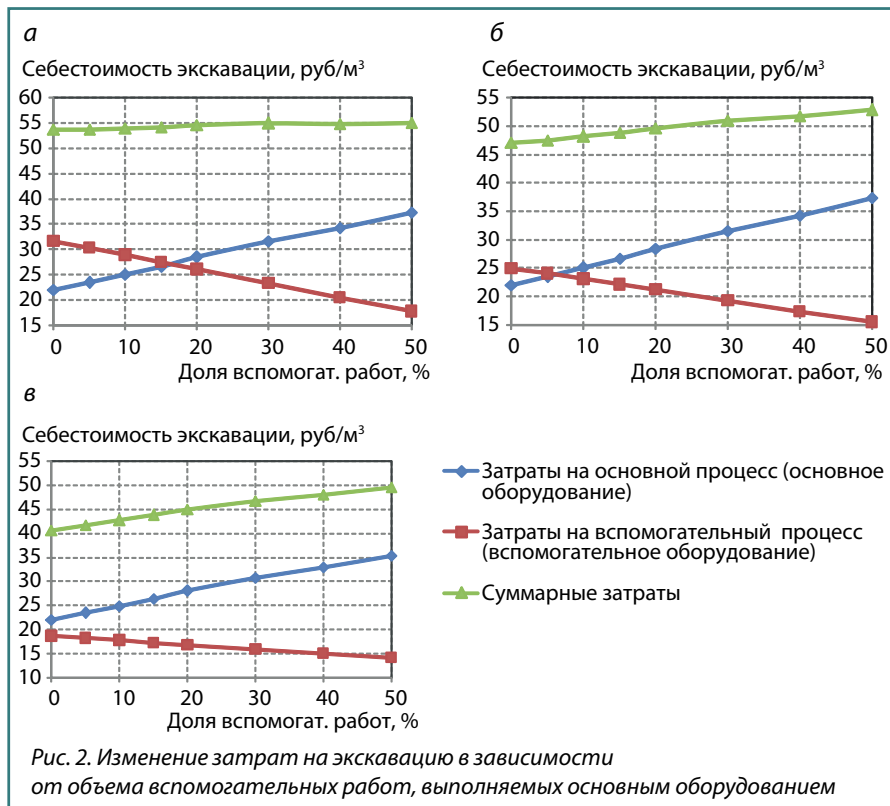 а
Себестоимость экскавации, руб/м³
60
55
50
45
40
35
30
25
20
15
0 10 20 30 40 50
Доля вспомогат. работ, %
б
Себестоимость экскавации, руб/м³
55
50
45
40
35
30
25
20
15
0 10 20 30 40 50
Доля вспомогат. работ, %
в
Себестоимость экскавации, руб/м³
55
50
45
40
35
30
25
20
15
10
0 10 20 30 40 50
Доля вспомогат. работ, %
Затраты на основной процесс (основное
оборудование)
Затраты на вспомогательный процесс
(вспомогательное оборудование)
Суммарные затраты
Рис. 2. Изменение затрат на экскавацию в зависимости
от объема вспомогательных работ, выполняемых основным оборудованием